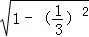 √(1 − (1/3)²)